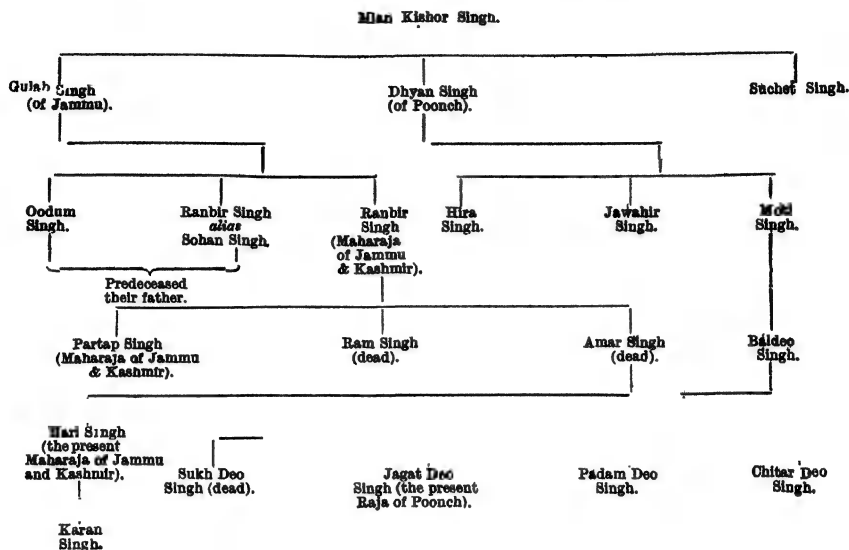 Mian Kishor Singh.
Gulab Singh
(of Jammu).
Dhyan Singh
(of Poonch).
Suchet Singh.
Oodum
Singh.
Ranbir Singh
alias
Sohan Singh.
Ranbir
Singh
(Maharaja
of Jammu
& Kashmir).
Hira
Singh.
Jawahir
Singh.
Moti
Singh.
Predeceased
their father.
Partap Singh
(Maharaja of Jammu
& Kashmir).
Ram Singh
(dead).
Amar Singh
(dead).
Baldeo
Singh.
Hari Singh
(the present
Maharaja of Jammu
and Kashmir).
Sukh Deo
Singh (dead).
Jagat Deo
Singh (the present
Raja of Poonch).
Padam Deo
Singh.
Chitar Deo
Singh.
Karan
Singh.